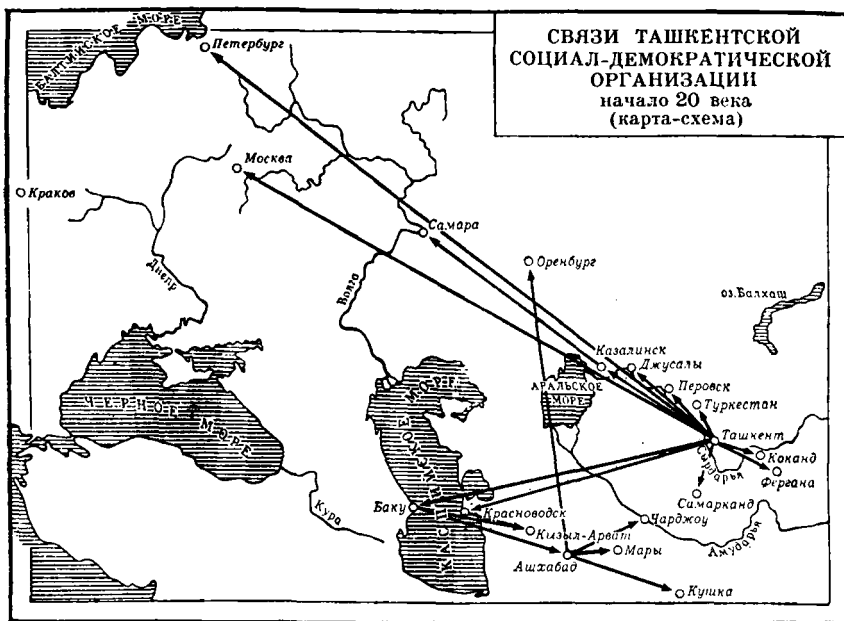 СВЯЗИ ТАШКЕНТСКОЙ
СОЦИАЛ-ДЕМОКРАТИЧЕСКОЙ
ОРГАНИЗАЦИИ
начало 20 века
(карта-схема)
БАЛТИЙСКОЕ МОРЕ
Петербург
Москва
Краков
Самара
Днепр
Волга
Оренбург
оз.Балхаш
Казалинск
Джусалы
АРАЛЬСКОЕ
МОРЕ
Перовск
Туркестан
ЧЕРНОЕ МОРЕ
КАСПИЙСКОЕ МОРЕ
Ташкент
Сырдарья
Коканд
Фергана
Самарканд
Баку
Красноводск
Чарджоу
Кура
Кизыл-Арват
Амударья
Мары
Ашхабад
Кушка